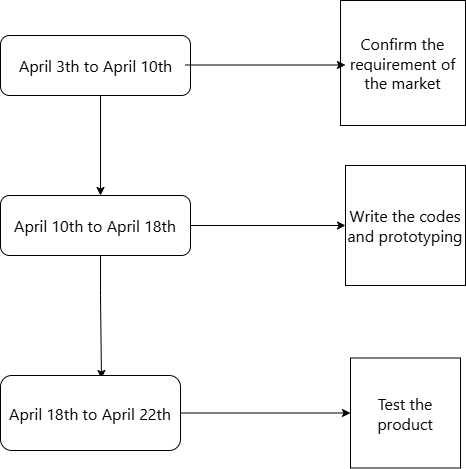 April 3th to April 10th
Confirm the
requirement of
the market
April 10th to April 18th
Write the codes
and prototyping
April 18th to April 22th
Test the
product